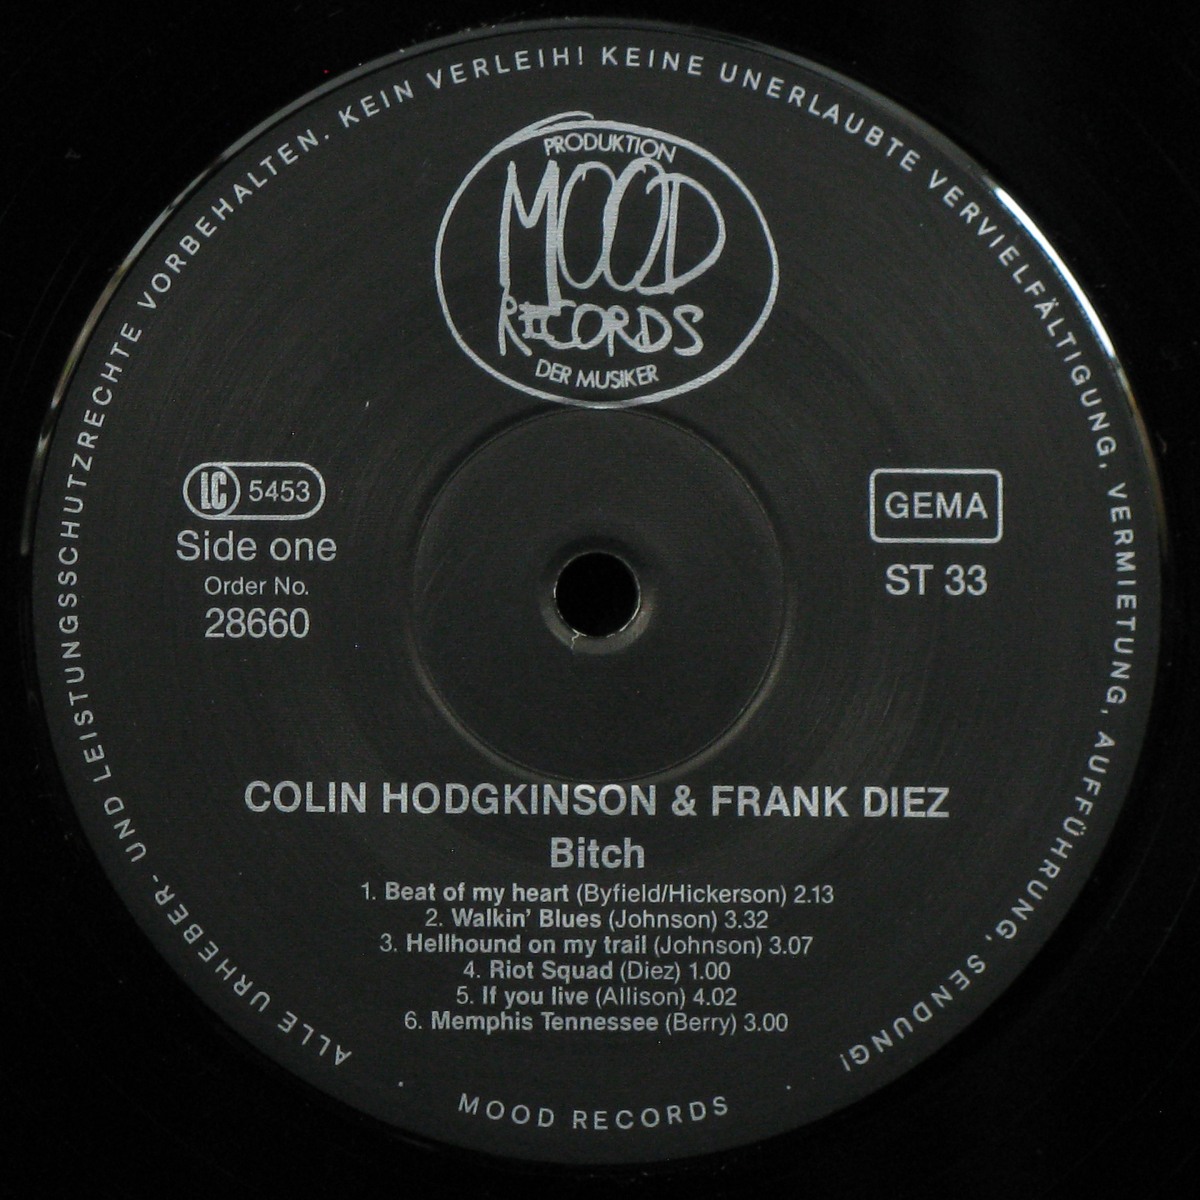 ALLE URHEBER- UND LEISTUNGSSCHUTZRECHTE VORBEHALTEN. KEIN VERLEIH! KEINE UNERLAUBTE VERVIELFÄLTIGUNG, VERMIETUNG, AUFFÜHRUNG, SENDUNG!
PRODUKTION
MOOD
RECORDS
DER MUSIKER
LC 5453
Side one
Order No.
28660
GEMA
ST 33
COLIN HODGKINSON & FRANK DIEZ
Bitch
1. Beat of my heart (Byfield/Hickerson) 2.13
2. Walkin' Blues (Johnson) 3.32
3. Hellhound on my trail (Johnson) 3.07
4. Riot Squad (Diez) 1.00
5. If you live (Allison) 4.02
6. Memphis Tennessee (Berry) 3.00
· MOOD RECORDS ·